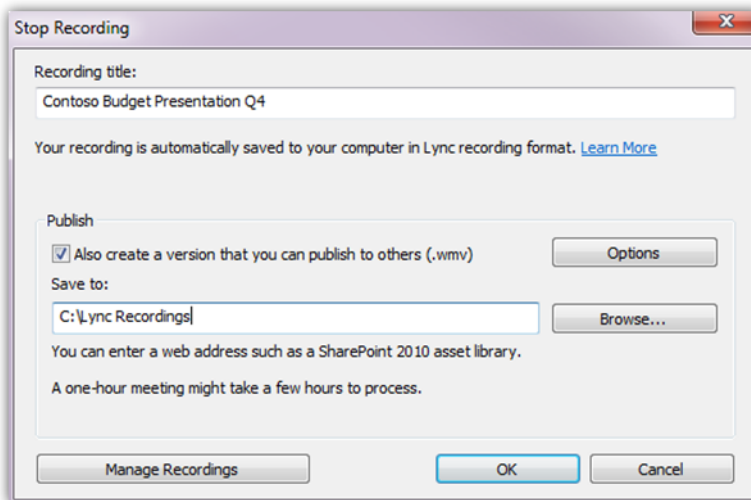 Stop Recording
Recording title:
Contoso Budget Presentation Q4
Your recording is automatically saved to your computer in Lync recording format. Learn More
Publish
Also create a version that you can publish to others (.wmv)
Options
Save to:
C:\Lync Recordings
Browse...
You can enter a web address such as a SharePoint 2010 asset library.
A one-hour meeting might take a few hours to process.
Manage Recordings
OK
Cancel